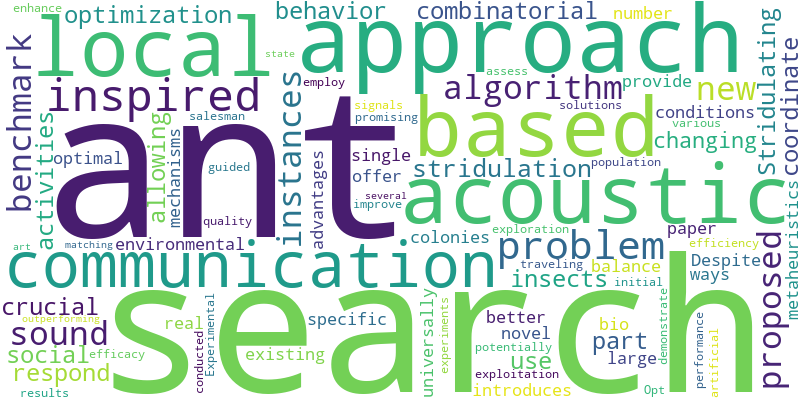 enhance
optimization
behavior
combinatorial
number
local
approach
state
assess
benchmark
inspired
instances
employ
algorithm
provide
new
Stridulating
coordinate
signals
promising
solutions
based
conditions
various
changing
activities
optimal
allowing
mechanisms
salesman
guided
ant
advantages
single
offer
stridulation
population
several
improve
acoustic
metaheuristics
quality
art
matching
environmental
colonies
exploration
traveling
problem
paper
efficiency
Despite
ways
communication
insects
balance
initial
proposed
crucial
outperforming
sound
social
efficacy
respond
results
real
Experimental
conducted
existing
search
specific
universally
experiments
better
novel
potentially
use
exploitation
introduces
bio
part
large
Opt
demonstrate
performance
artificial